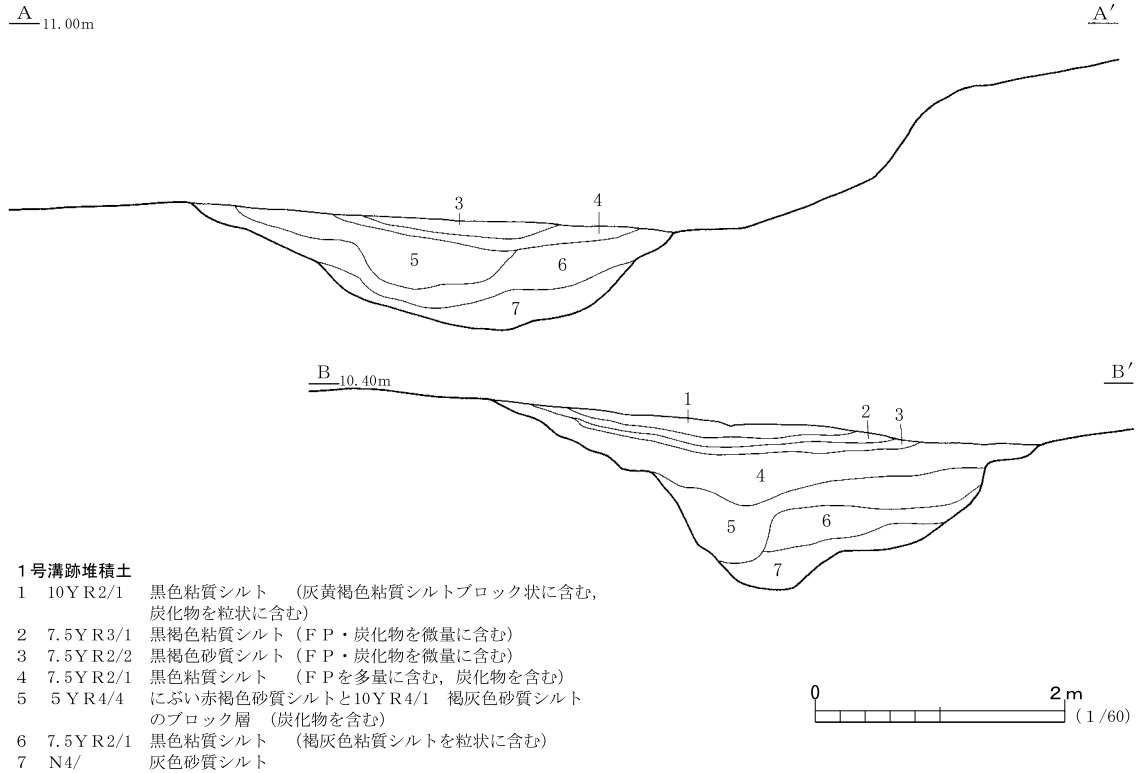 A 11.00m A′
3 4
5 6
7
B 10.40m B′
1 2 3
4
5 6
7
1号溝跡堆積土
1 10YR2/1 黒色粘質シルト (灰黄褐色粘質シルトブロック状に含む,
炭化物を粒状に含む)
2 7.5YR3/1 黒褐色粘質シルト (FP・炭化物を微量に含む)
3 7.5YR2/2 黒褐色砂質シルト (FP・炭化物を微量に含む)
4 7.5YR2/1 黒色粘質シルト (FPを多量に含む, 炭化物を含む)
5 5YR4/4 にぶい赤褐色砂質シルトと10YR4/1 褐灰色砂質シルト
のブロック層 (炭化物を含む)
6 7.5YR2/1 黒色粘質シルト (褐灰色粘質シルトを粒状に含む)
7 N4/ 灰色砂質シルト
0 2m
(1/60)